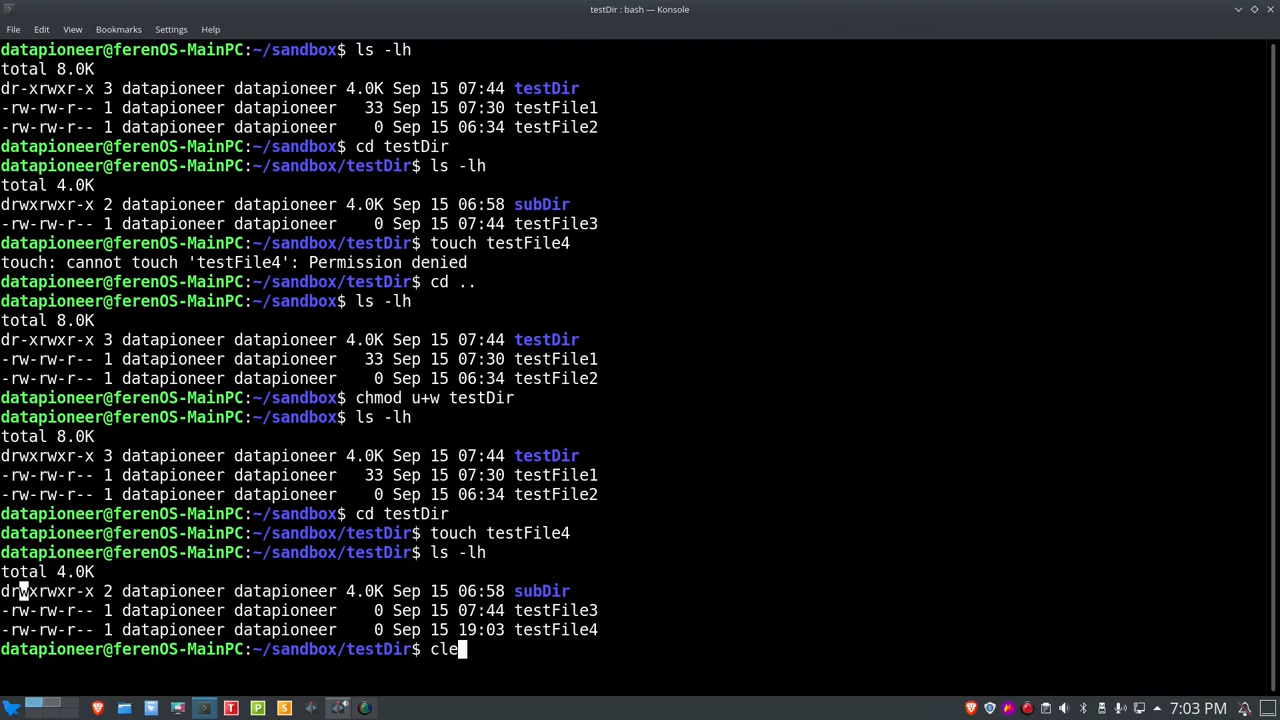 testDir : bash — Konsole
File Edit View Bookmarks Settings Help
datapioneer@ferenOS-MainPC:~/sandbox$ ls -lh
total 8.0K
dr-xrwxr-x 3 datapioneer datapioneer 4.0K Sep 15 07:44 testDir
-rw-rw-r-- 1 datapioneer datapioneer   33 Sep 15 07:30 testFile1
-rw-rw-r-- 1 datapioneer datapioneer    0 Sep 15 06:34 testFile2
datapioneer@ferenOS-MainPC:~/sandbox$ cd testDir
datapioneer@ferenOS-MainPC:~/sandbox/testDir$ ls -lh
total 4.0K
drwxrwxr-x 2 datapioneer datapioneer 4.0K Sep 15 06:58 subDir
-rw-rw-r-- 1 datapioneer datapioneer    0 Sep 15 07:44 testFile3
datapioneer@ferenOS-MainPC:~/sandbox/testDir$ touch testFile4
touch: cannot touch 'testFile4': Permission denied
datapioneer@ferenOS-MainPC:~/sandbox/testDir$ cd ..
datapioneer@ferenOS-MainPC:~/sandbox$ ls -lh
total 8.0K
dr-xrwxr-x 3 datapioneer datapioneer 4.0K Sep 15 07:44 testDir
-rw-rw-r-- 1 datapioneer datapioneer   33 Sep 15 07:30 testFile1
-rw-rw-r-- 1 datapioneer datapioneer    0 Sep 15 06:34 testFile2
datapioneer@ferenOS-MainPC:~/sandbox$ chmod u+w testDir
datapioneer@ferenOS-MainPC:~/sandbox$ ls -lh
total 8.0K
drwxrwxr-x 3 datapioneer datapioneer 4.0K Sep 15 07:44 testDir
-rw-rw-r-- 1 datapioneer datapioneer   33 Sep 15 07:30 testFile1
-rw-rw-r-- 1 datapioneer datapioneer    0 Sep 15 06:34 testFile2
datapioneer@ferenOS-MainPC:~/sandbox$ cd testDir
datapioneer@ferenOS-MainPC:~/sandbox/testDir$ touch testFile4
datapioneer@ferenOS-MainPC:~/sandbox/testDir$ ls -lh
total 4.0K
drwxrwxr-x 2 datapioneer datapioneer 4.0K Sep 15 06:58 subDir
-rw-rw-r-- 1 datapioneer datapioneer    0 Sep 15 07:44 testFile3
-rw-rw-r-- 1 datapioneer datapioneer    0 Sep 15 19:03 testFile4
datapioneer@ferenOS-MainPC:~/sandbox/testDir$ cle
T P S 7:03 PM